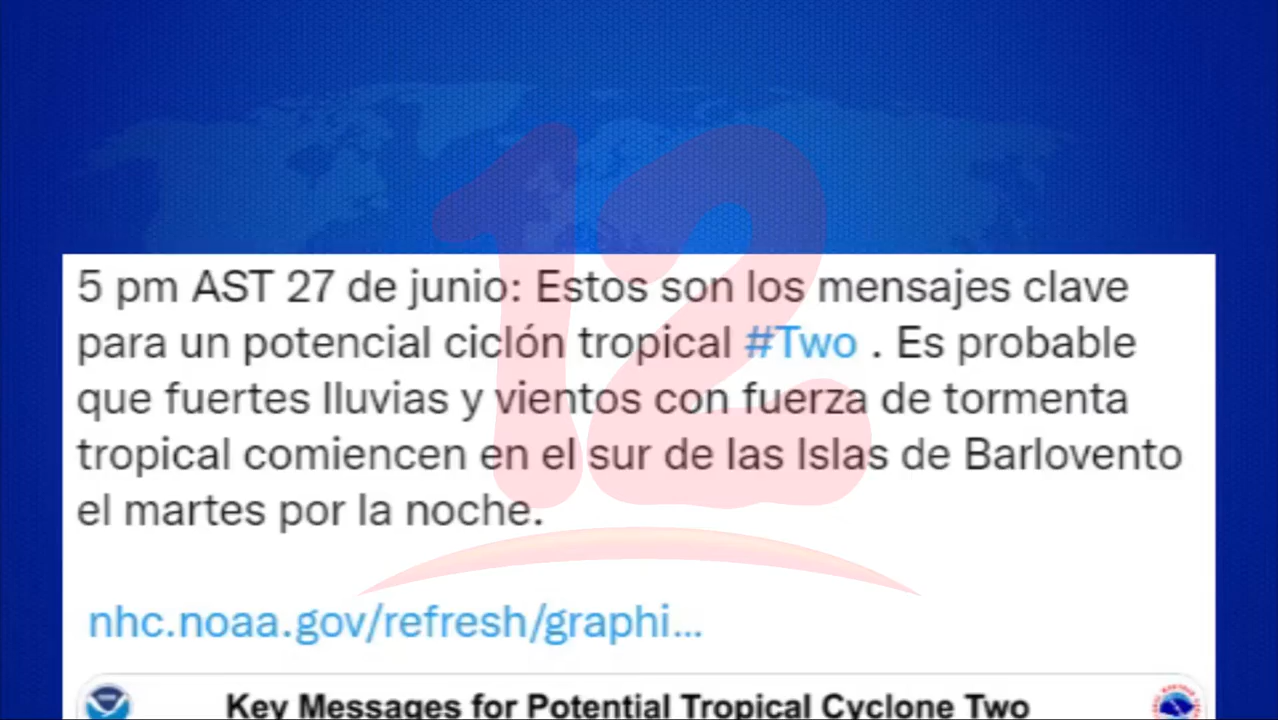 12
5 pm AST 27 de junio: Estos son los mensajes clave
para un potencial ciclón tropical #Two . Es probable
que fuertes lluvias y vientos con fuerza de tormenta
tropical comiencen en el sur de las Islas de Barlovento
el martes por la noche.
nhc.noaa.gov/refresh/graphi...
Key Messages for Potential Tropical Cyclone Two